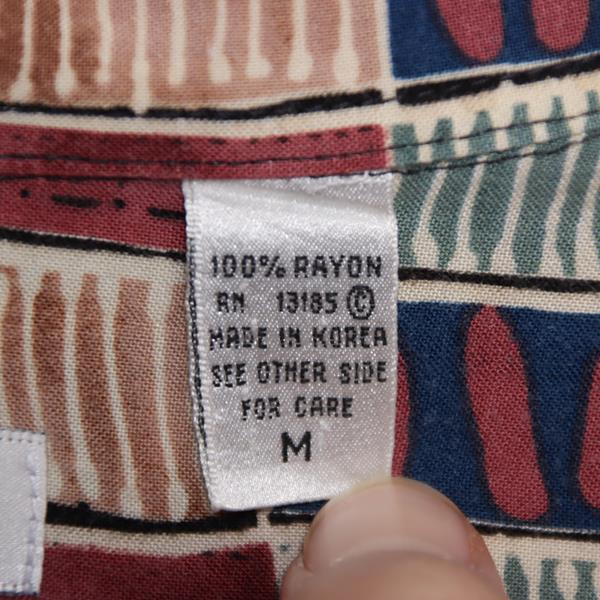 100% RAYON
RN 13185 ©
MADE IN KOREA
SEE OTHER SIDE
FOR CARE
M